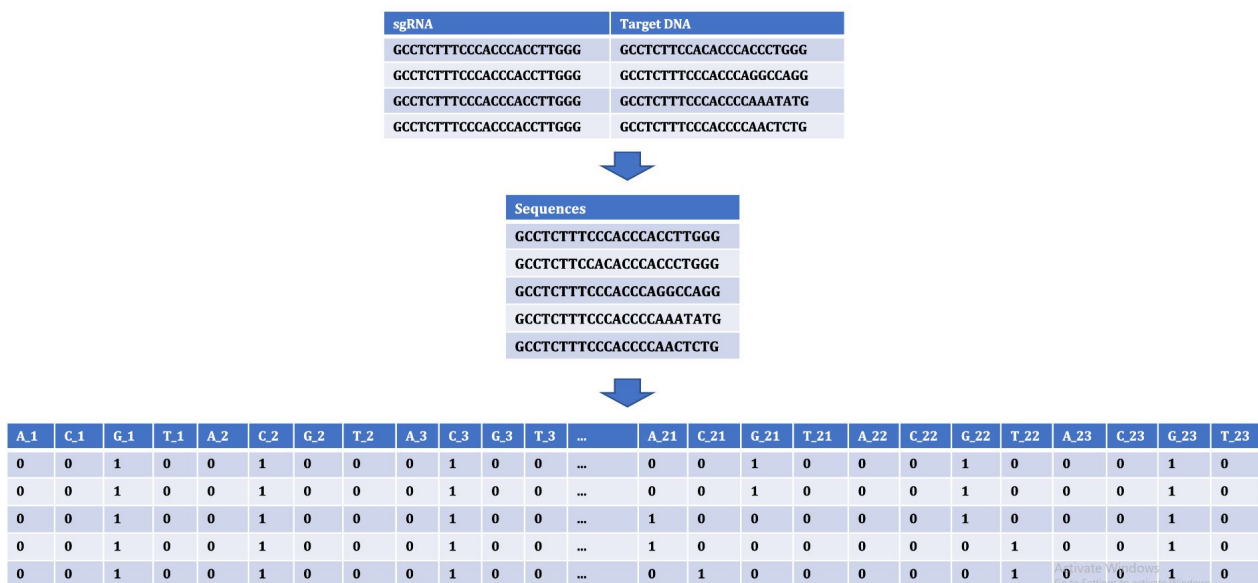 sgRNA Target DNA
GCCTCTTTCCCACCCACCTTGGG GCCTCTTCCACACCCACCCTGGG
GCCTCTTTCCCACCCACCTTGGG GCCTCTTTCCCACCCAGGCCAGG
GCCTCTTTCCCACCCACCTTGGG GCCTCTTTCCCACCCCAAATATG
GCCTCTTTCCCACCCACCTTGGG GCCTCTTTCCCACCCCAACTCTG
Sequences
GCCTCTTTCCCACCCACCTTGGG
GCCTCTTCCACACCCACCCTGGG
GCCTCTTTCCCACCCAGGCCAGG
GCCTCTTTCCCACCCCAAATATG
GCCTCTTTCCCACCCCAACTCTG
A_1 C_1 G_1 T_1 A_2 C_2 G_2 T_2 A_3 C_3 G_3 T_3 ... A_21 C_21 G_21 T_21 A_22 C_22 G_22 T_22 A_23 C_23 G_23 T_23
0 0 1 0 0 1 0 0 0 1 0 0 ... 0 0 1 0 0 0 1 0 0 0 1 0
0 0 1 0 0 1 0 0 0 1 0 0 ... 0 0 1 0 0 0 1 0 0 0 1 0
0 0 1 0 0 1 0 0 0 1 0 0 ... 1 0 0 0 0 0 1 0 0 0 1 0
0 0 1 0 0 1 0 0 0 1 0 0 ... 1 0 0 0 0 0 0 1 0 0 1 0
Activate Windows
0 0 1 0 0 1 0 0 0 1 0 0 ... 0 1 0 0 0 0 0 1 0 0 1 0